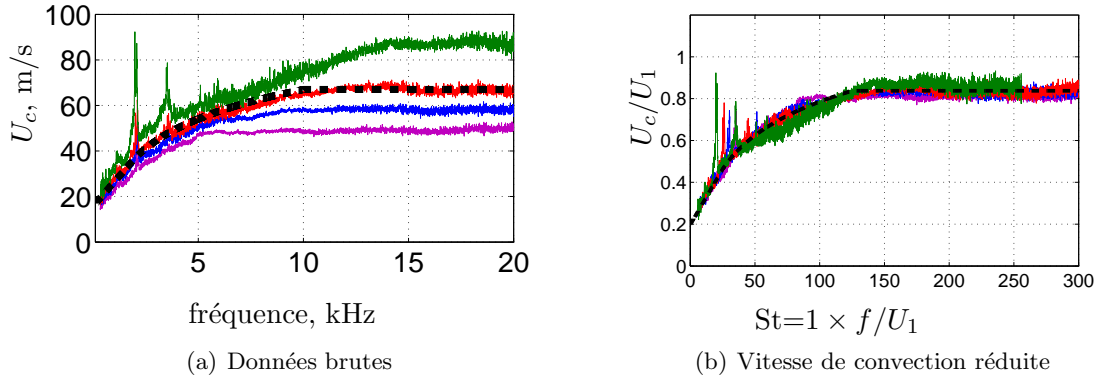 100
80
60
40
20
0
5 10 15 20
U_c, m/s
fréquence, kHz
(a) Données brutes
1
0.8
0.6
0.4
0.2
0
0 50 100 150 200 250 300
U_c/U_1
St=1 × f/U_1
(b) Vitesse de convection réduite